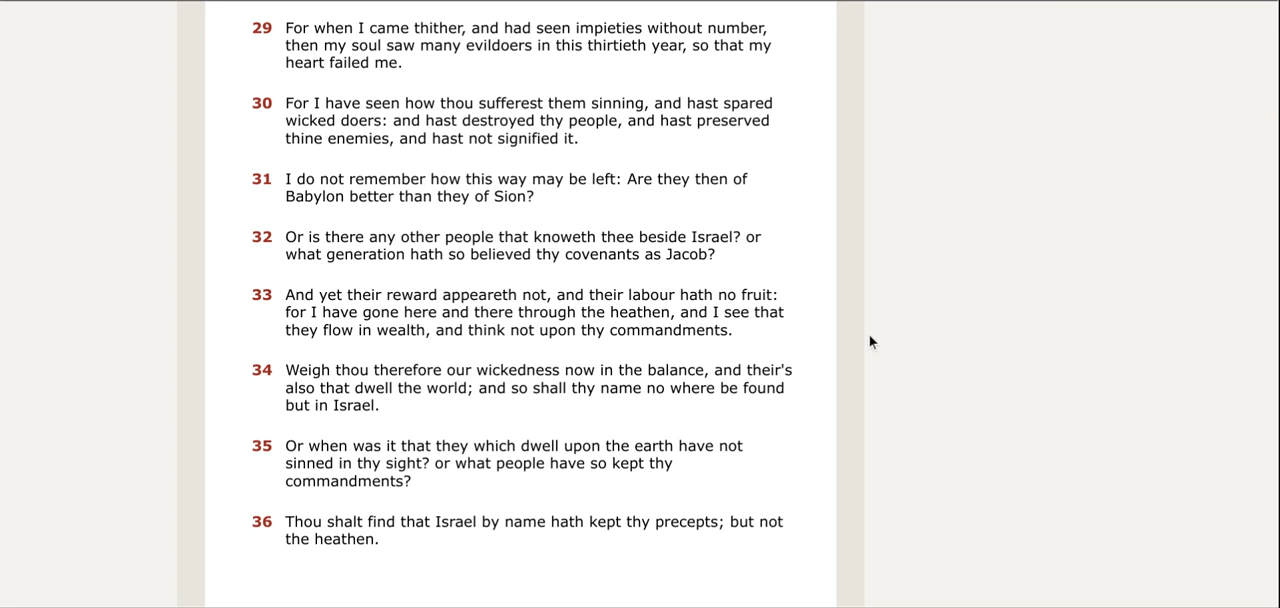 29 For when I came thither, and had seen impieties without number,
then my soul saw many evildoers in this thirtieth year, so that my
heart failed me.
30 For I have seen how thou sufferest them sinning, and hast spared
wicked doers: and hast destroyed thy people, and hast preserved
thine enemies, and hast not signified it.
31 I do not remember how this way may be left: Are they then of
Babylon better than they of Sion?
32 Or is there any other people that knoweth thee beside Israel? or
what generation hath so believed thy covenants as Jacob?
33 And yet their reward appeareth not, and their labour hath no fruit:
for I have gone here and there through the heathen, and I see that
they flow in wealth, and think not upon thy commandments.
34 Weigh thou therefore our wickedness now in the balance, and their's
also that dwell the world; and so shall thy name no where be found
but in Israel.
35 Or when was it that they which dwell upon the earth have not
sinned in thy sight? or what people have so kept thy
commandments?
36 Thou shalt find that Israel by name hath kept thy precepts; but not
the heathen.